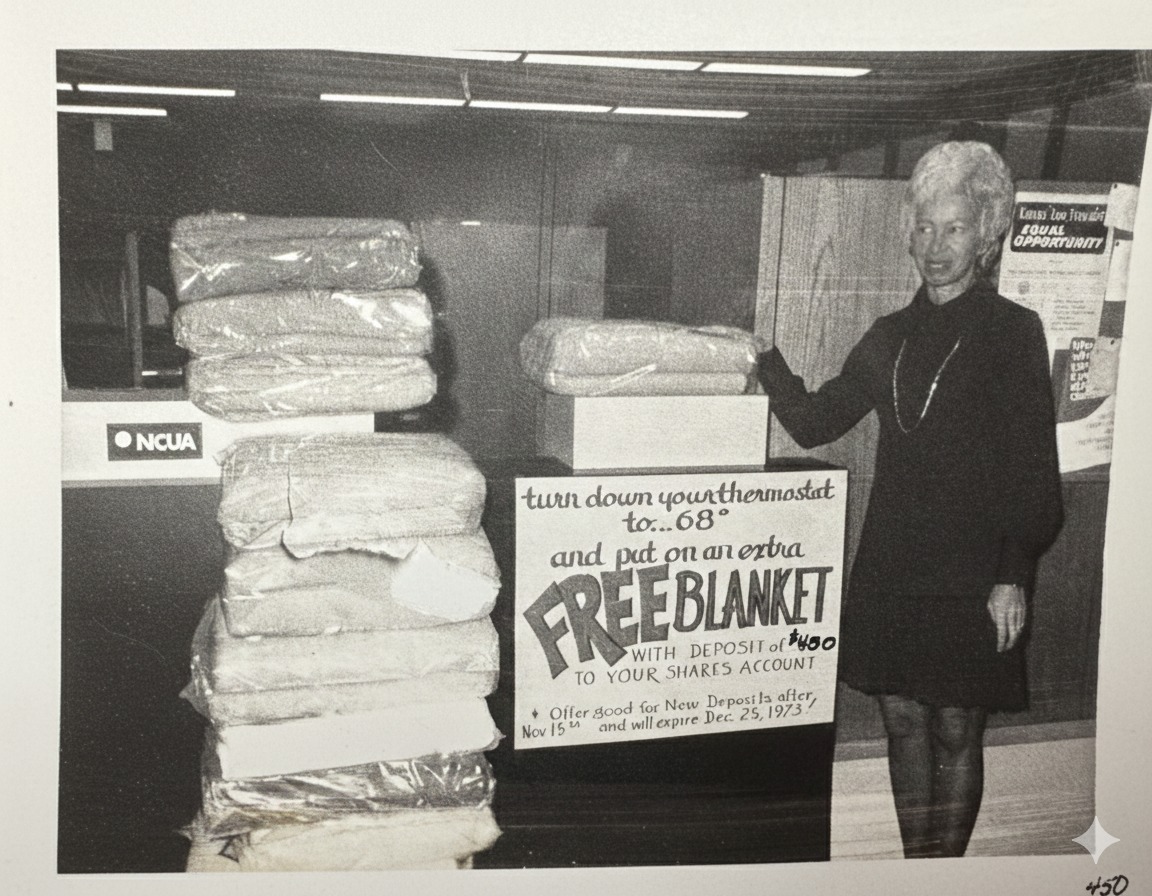 NCUA
EQUAL
OPPORTUNITY
turn down your thermostat
to...68°
and put on an extra
FREE BLANKET
WITH DEPOSIT of $450
TO YOUR SHARES ACCOUNT
♦ Offer good for New Deposits after,
Nov 15th and will expire Dec. 25, 1973!
450